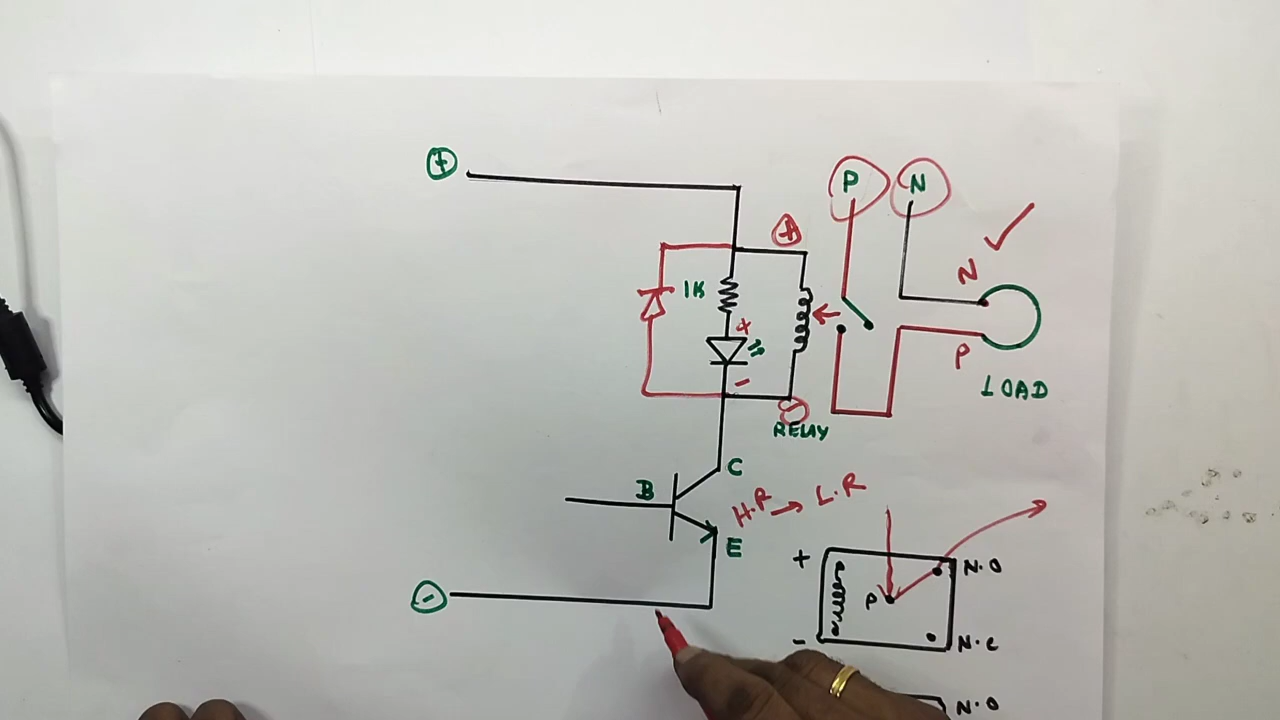 +
P N
+
N
1K
+
P
-
-
LOAD
RELAY
C
B
H.R → L.R
E
+ N.O
-
P
- N.C
N.O